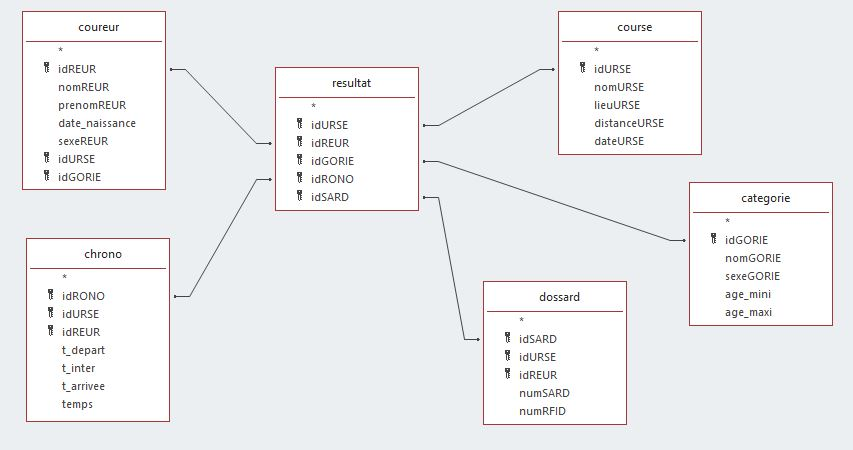 coureur
*
idREUR
nomREUR
prenomREUR
date_naissance
sexeREUR
idURSE
idGORIE
resultat
*
idURSE
idREUR
idGORIE
idRONO
idSARD
course
*
idURSE
nomURSE
lieuURSE
distanceURSE
dateURSE
categorie
*
idGORIE
nomGORIE
sexeGORIE
age_mini
age_maxi
chrono
*
idRONO
idURSE
idREUR
t_depart
t_inter
t_arrivee
temps
dossard
*
idSARD
idURSE
idREUR
numSARD
numRFID